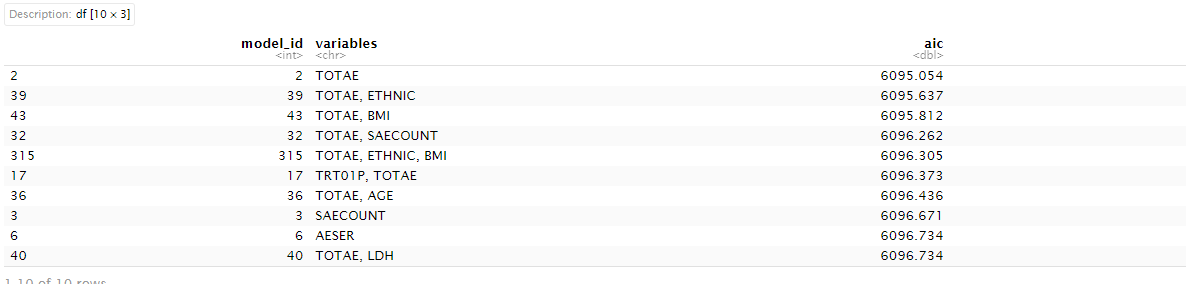 Description: df [10 × 3]
model_id variables aic
<int> <chr> <dbl>
2 2 TOTAE 6095.054
39 39 TOTAE, ETHNIC 6095.637
43 43 TOTAE, BMI 6095.812
32 32 TOTAE, SAECOUNT 6096.262
315 315 TOTAE, ETHNIC, BMI 6096.305
17 17 TRT01P, TOTAE 6096.373
36 36 TOTAE, AGE 6096.436
3 3 SAECOUNT 6096.671
6 6 AESER 6096.734
40 40 TOTAE, LDH 6096.734
1-10 of 10 rows